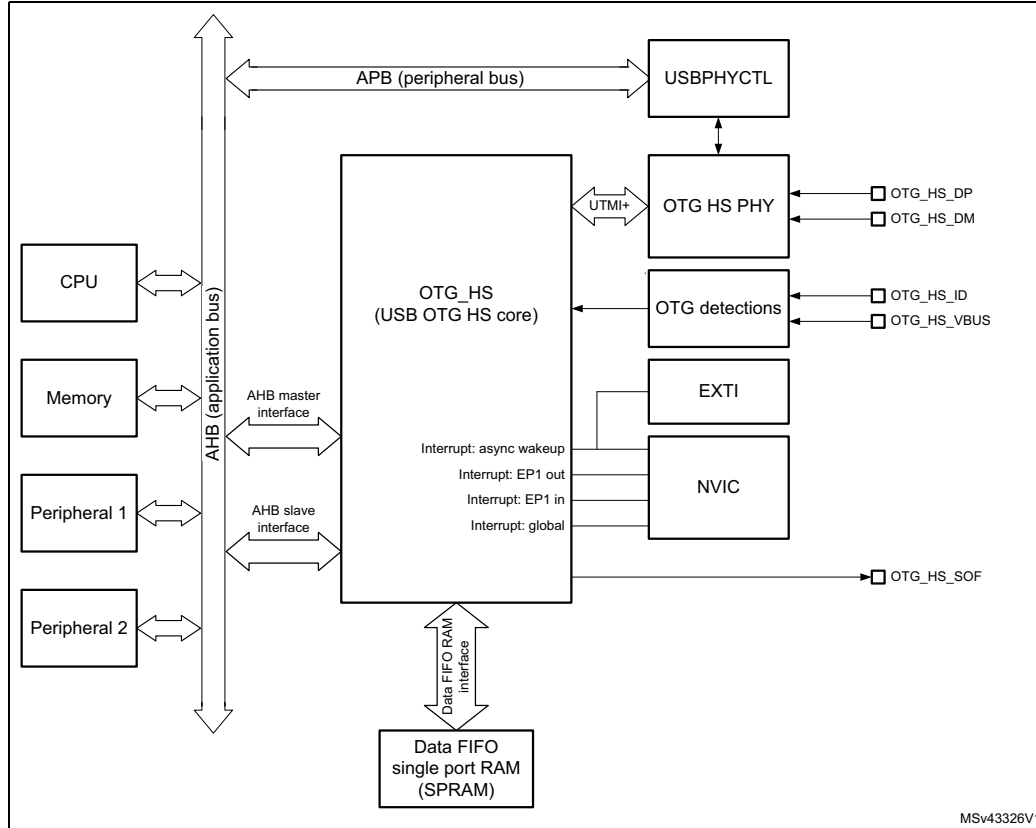 APB (peripheral bus)
USBPHYCTL
UTMI+
OTG HS PHY
OTG_HS_DP
OTG_HS_DM
CPU
OTG_HS
(USB OTG HS core)
OTG detections
OTG_HS_ID
OTG_HS_VBUS
AHB (application bus)
Memory
AHB master
interface
EXTI
Interrupt: async wakeup
Interrupt: EP1 out
Interrupt: EP1 in
Interrupt: global
NVIC
Peripheral 1
AHB slave
interface
OTG_HS_SOF
Peripheral 2
Data FIFO RAM
interface
Data FIFO
single port RAM
(SPRAM)
MSv43326V1